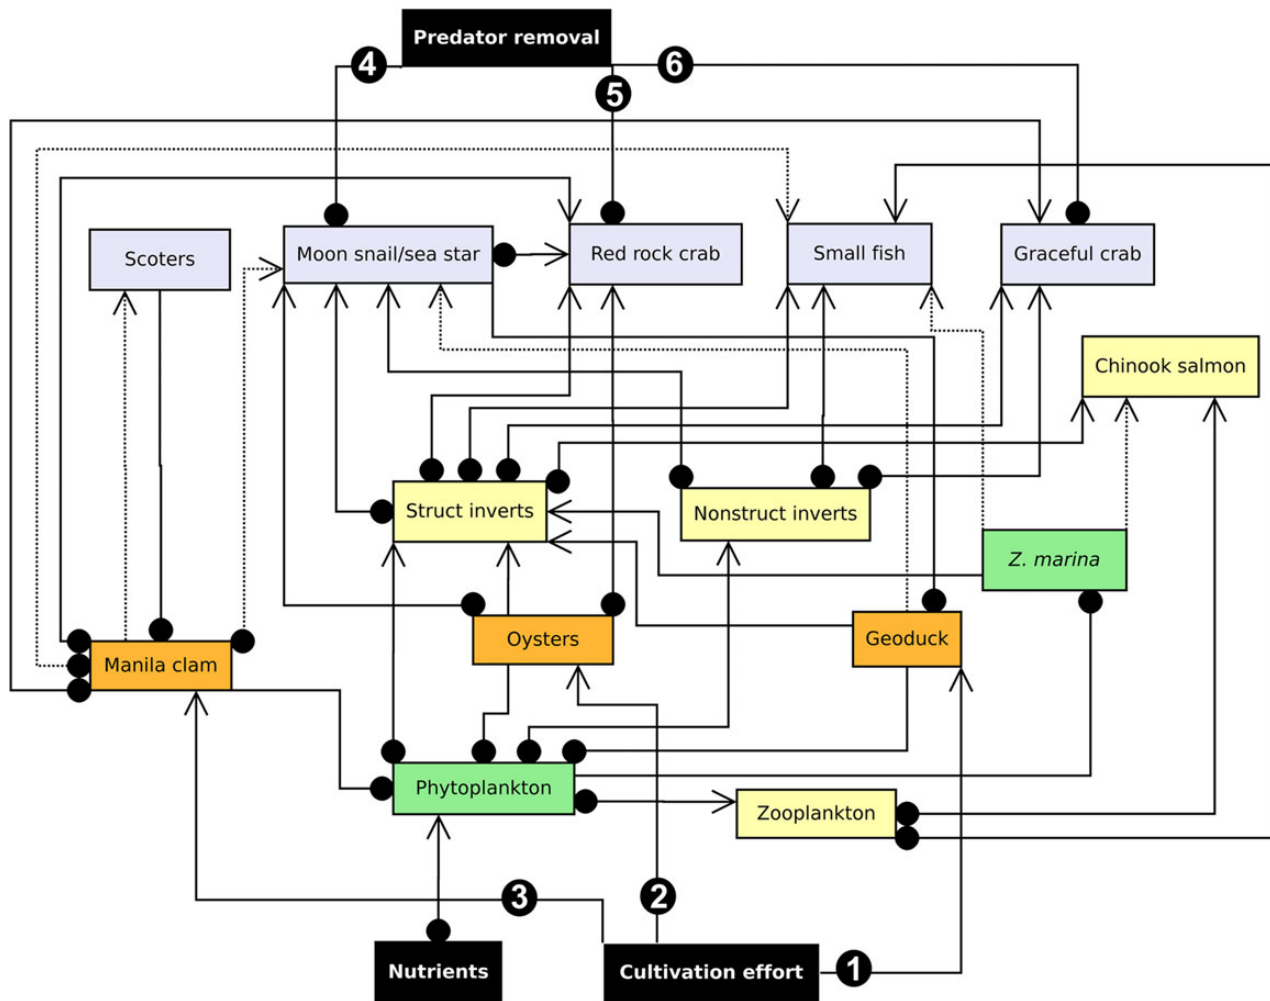 Predator removal
4
6
5
Scoters
Moon snail/sea star
Red rock crab
Small fish
Graceful crab
Chinook salmon
Struct inverts
Nonstruct inverts
Z. marina
Manila clam
Oysters
Geoduck
Phytoplankton
Zooplankton
3
2
Nutrients
Cultivation effort
1